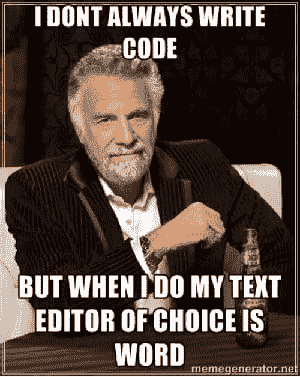 I DONT ALWAYS WRITE
CODE
BUT WHEN I DO MY TEXT
EDITOR OF CHOICE IS
WORD
memegenerator.net